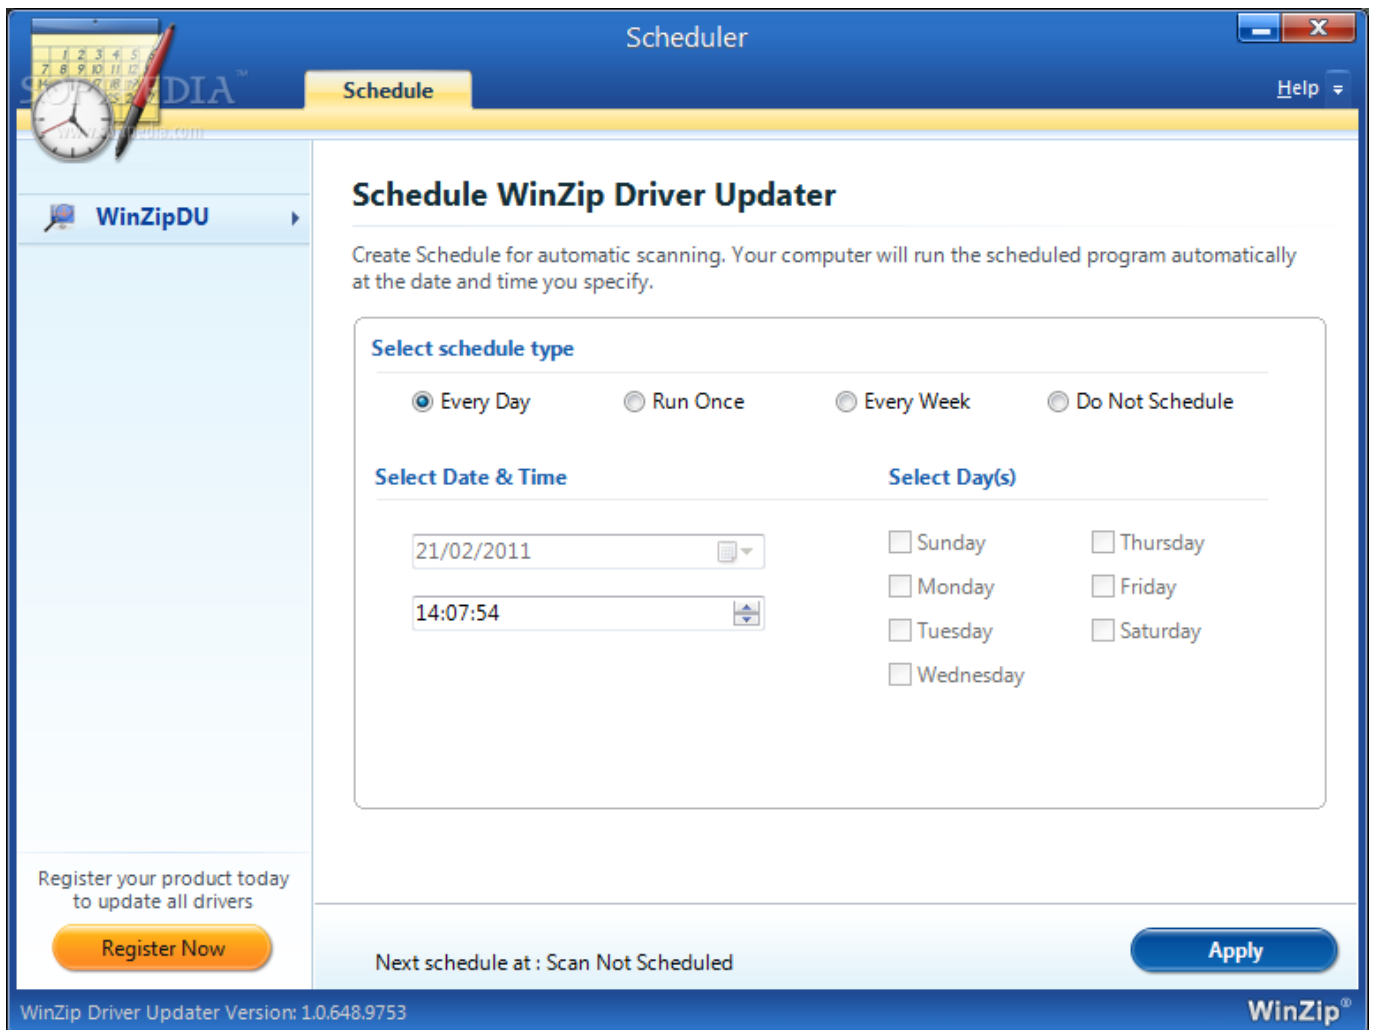 Scheduler
Schedule
Help
WinZipDU
Schedule WinZip Driver Updater
Create Schedule for automatic scanning. Your computer will run the scheduled program automatically
at the date and time you specify.
Select schedule type
Every Day
Run Once
Every Week
Do Not Schedule
Select Date & Time
21/02/2011
14:07:54
Select Day(s)
Sunday
Thursday
Monday
Friday
Tuesday
Saturday
Wednesday
Register your product today
to update all drivers
Register Now
Next schedule at : Scan Not Scheduled
Apply
WinZip Driver Updater Version: 1.0.648.9753
WinZip®